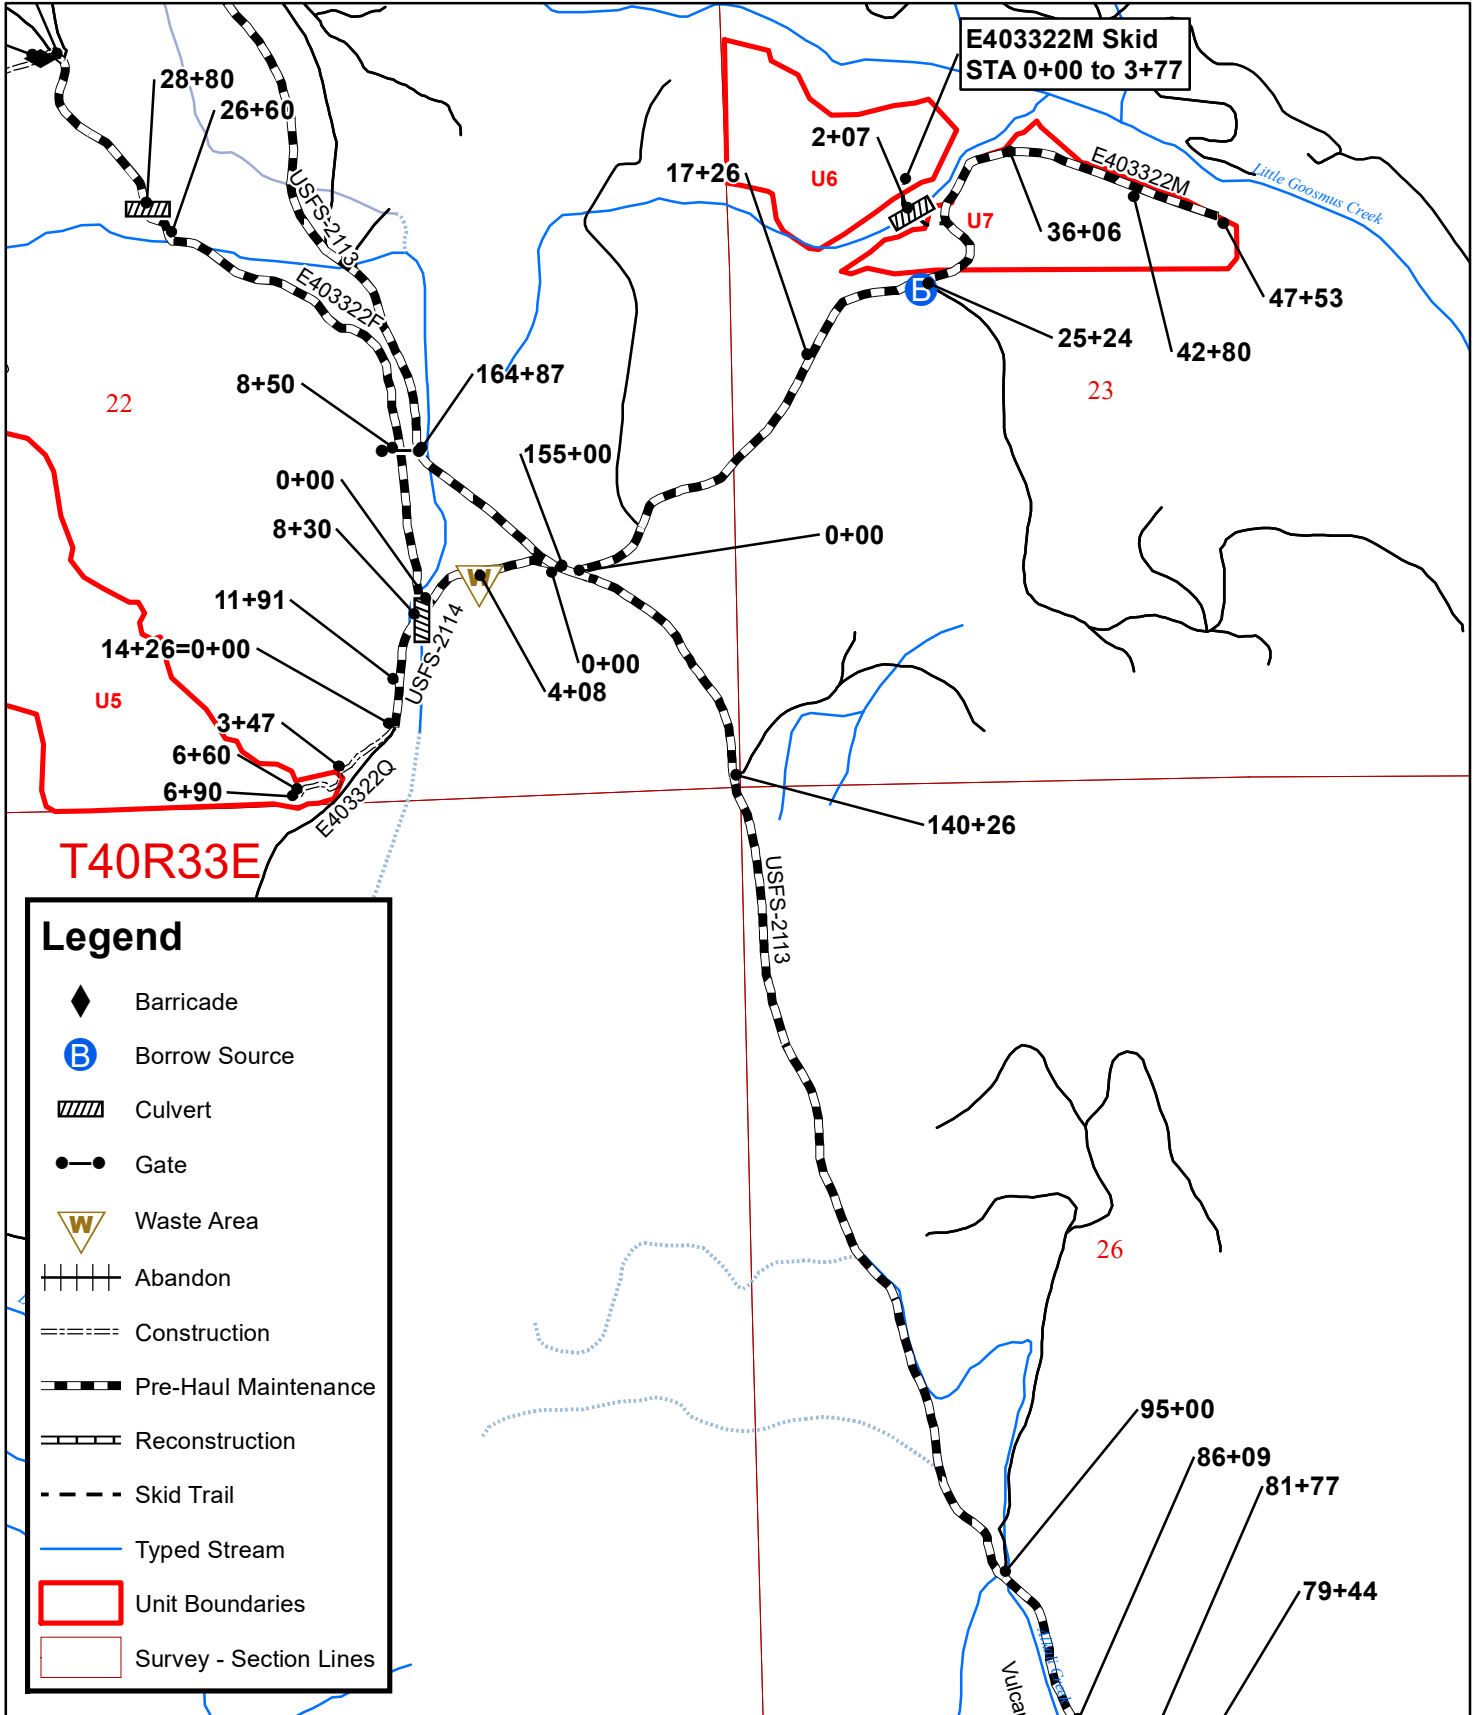 E403322M Skid
STA 0+00 to 3+77
28+80
26+60
2+07
17+26
U6
E403322M
Little Goosmus Creek
USFS-2113
U7
36+06
E403322F
47+53
25+24
42+80
164+87
8+50
22
23
155+00
0+00
8+30
0+00
W
11+91
USFS-2114
14+26=0+00
0+00
4+08
U5
3+47
6+60
6+90
E403322Q
140+26
T40R33E
USFS-2113
B
Legend
Barricade
B
Borrow Source
Culvert
Gate
W
Waste Area
Abandon
Construction
Pre-Haul Maintenance
Reconstruction
Skid Trail
Typed Stream
Unit Boundaries
Survey - Section Lines
26
95+00
86+09
81+77
79+44
Creek
Vulca